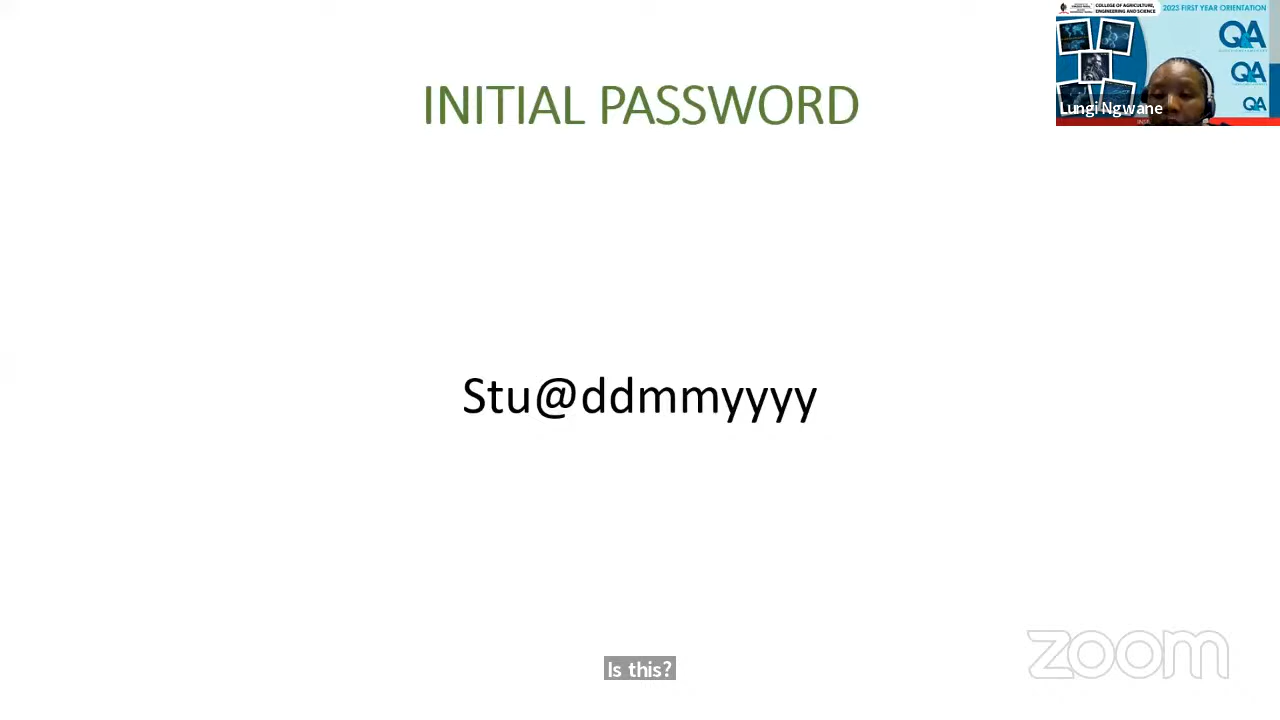 COLLEGE OF AGRICULTURE,
ENGINEERING AND SCIENCE
2025 FIRST YEAR ORIENTATION
QA
QA
QA
Lungi Ngwane
INITIAL PASSWORD
Stu@ddmmyyyy
Is this?
zoom